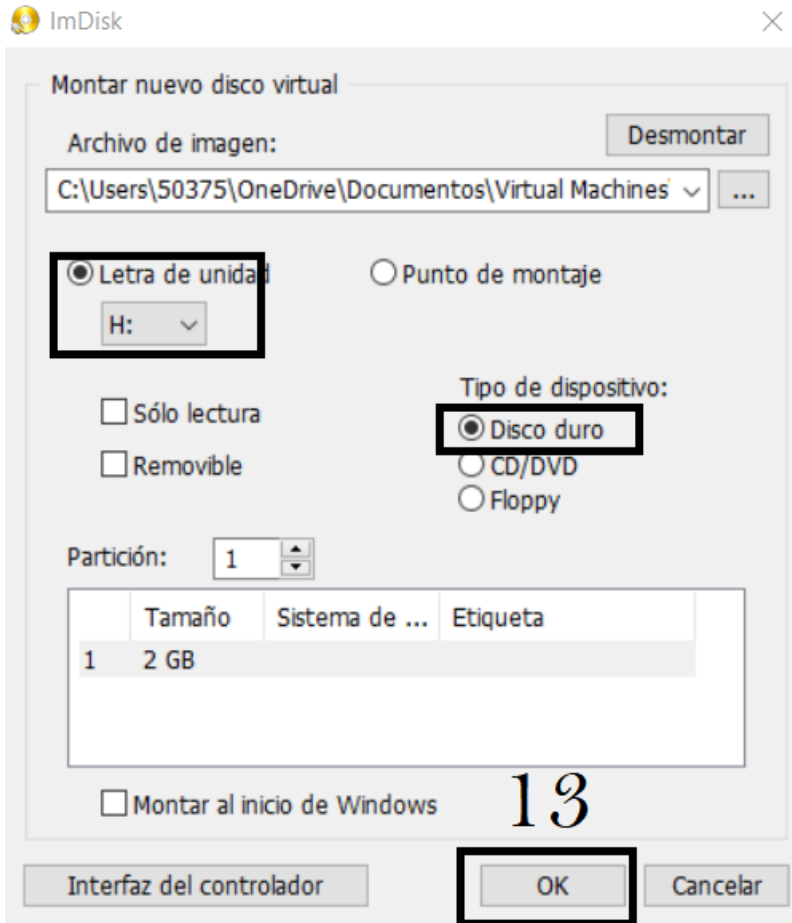 ImDisk
Montar nuevo disco virtual
Archivo de imagen:
Desmontar
C:\Users\50375\OneDrive\Documentos\Virtual Machines\
...
Letra de unidad
Punto de montaje
H:
Tipo de dispositivo:
Sólo lectura
Disco duro
Removible
CD/DVD
Floppy
Partición: 1
Tamaño Sistema de ... Etiqueta
1 2 GB
Montar al inicio de Windows
13
Interfaz del controlador OK Cancelar